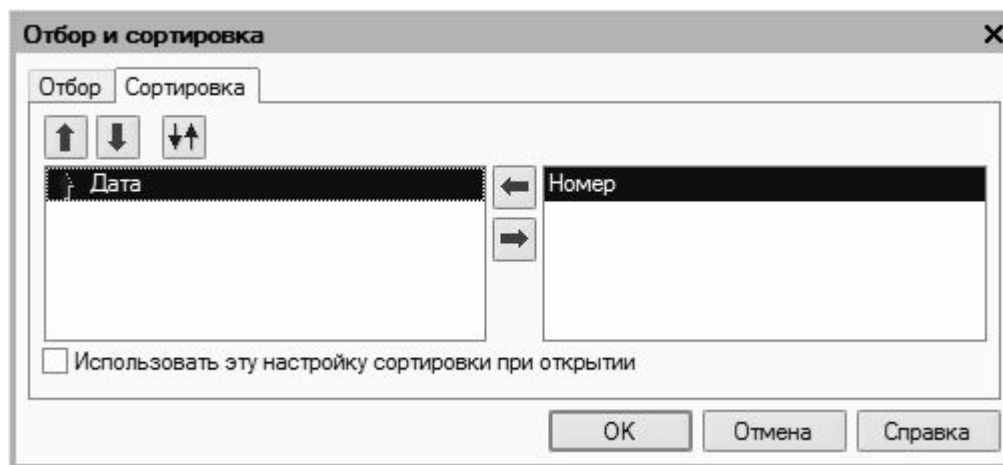 Отбор и сортировка
Отбор Сортировка
Дата Номер
Использовать эту настройку сортировки при открытии
OK Отмена Справка